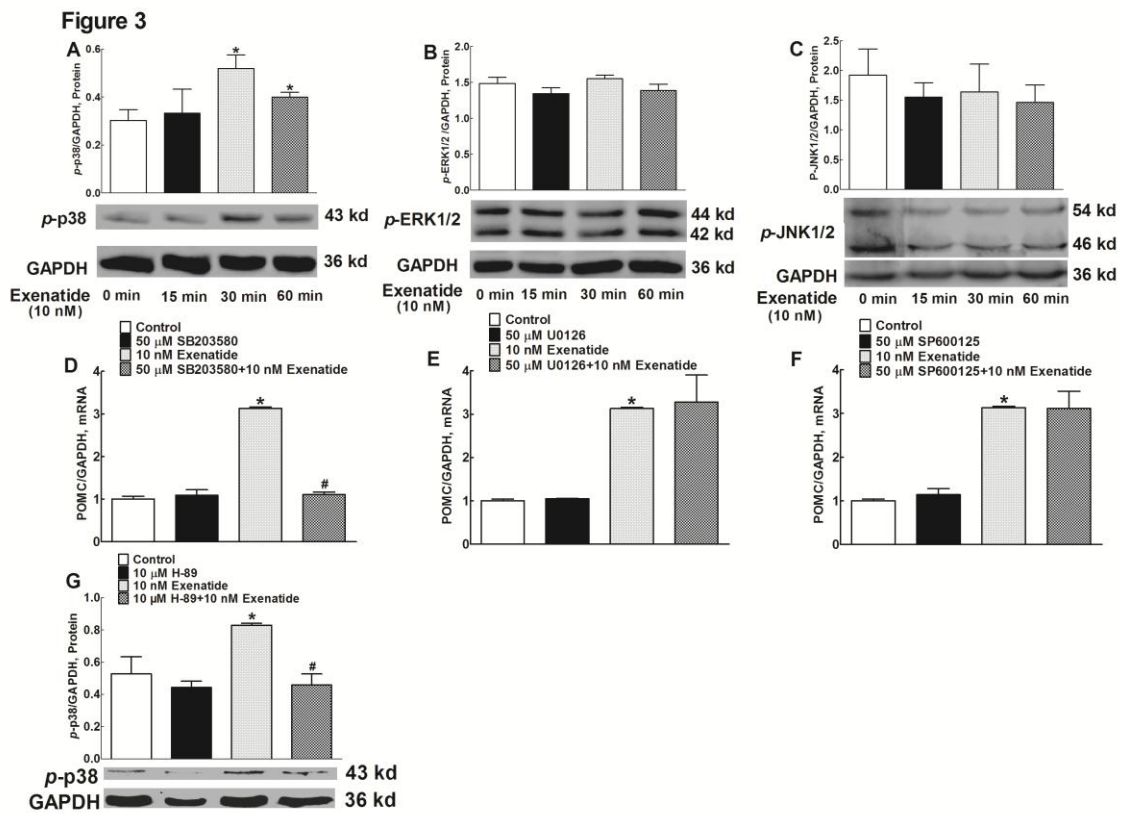 Figure 3
A
p-p38/GAPDH, Protein
0.6
0.4
0.2
0.0
*
*
p-p38
43 kd
GAPDH
36 kd
Exenatide
(10 nM)
0 min 15 min 30 min 60 min
B
p-ERK1/2 /GAPDH, Protein
2.0
1.5
1.0
0.5
0.0
p-ERK1/2
44 kd
42 kd
GAPDH
36 kd
Exenatide
(10 nM)
0 min 15 min 30 min 60 min
C
P-JNK1/2/GAPDH, Protein
2.5
2.0
1.5
1.0
0.5
0.0
p-JNK1/2
54 kd
46 kd
GAPDH
36 kd
Exenatide
(10 nM)
0 min 15 min 30 min 60 min
D
Control
50 μM SB203580
10 nM Exenatide
50 μM SB203580+10 nM Exenatide
POMC/GAPDH, mRNA
4
3
2
1
0
*
#
E
Control
50 μM U0126
10 nM Exenatide
50 μM U0126+10 nM Exenatide
POMC/GAPDH, mRNA
4
3
2
1
0
*
F
Control
50 μM SP600125
10 nM Exenatide
50 μM SP600125+10 nM Exenatide
POMC/GAPDH, mRNA
4
3
2
1
0
*
G
Control
10 μM H-89
10 nM Exenatide
10 μM H-89+10 nM Exenatide
p-p38/GAPDH, Protein
1.0
0.8
0.6
0.4
0.2
0.0
*
#
p-p38
43 kd
GAPDH
36 kd